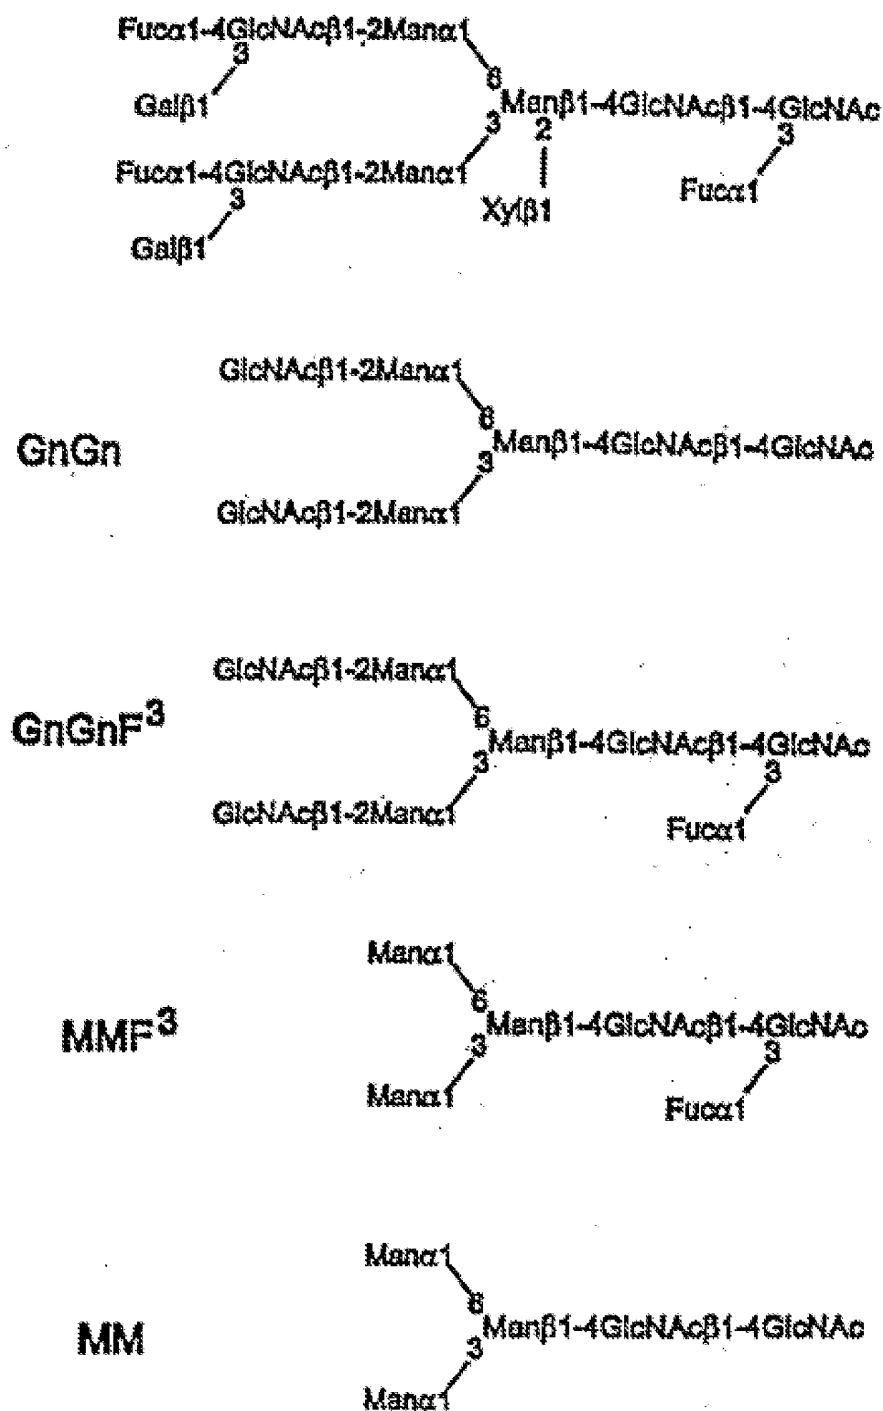 Fucα1-4GlcNAcβ1-2Manα1
3
6
Galβ1
Manβ1-4GlcNAcβ1-4GlcNAc
3
2
3
Fucα1-4GlcNAcβ1-2Manα1
Fucα1
3
Xylβ1
Galβ1
GlcNAcβ1-2Manα1
6
GnGn
Manβ1-4GlcNAcβ1-4GlcNAc
3
GlcNAcβ1-2Manα1
GlcNAcβ1-2Manα1
6
GnGnF³
Manβ1-4GlcNAcβ1-4GlcNAc
3
3
GlcNAcβ1-2Manα1
Fucα1
Manα1
6
MMF³
Manβ1-4GlcNAcβ1-4GlcNAc
3
3
Manα1
Fucα1
Manα1
6
MM
Manβ1-4GlcNAcβ1-4GlcNAc
3
Manα1